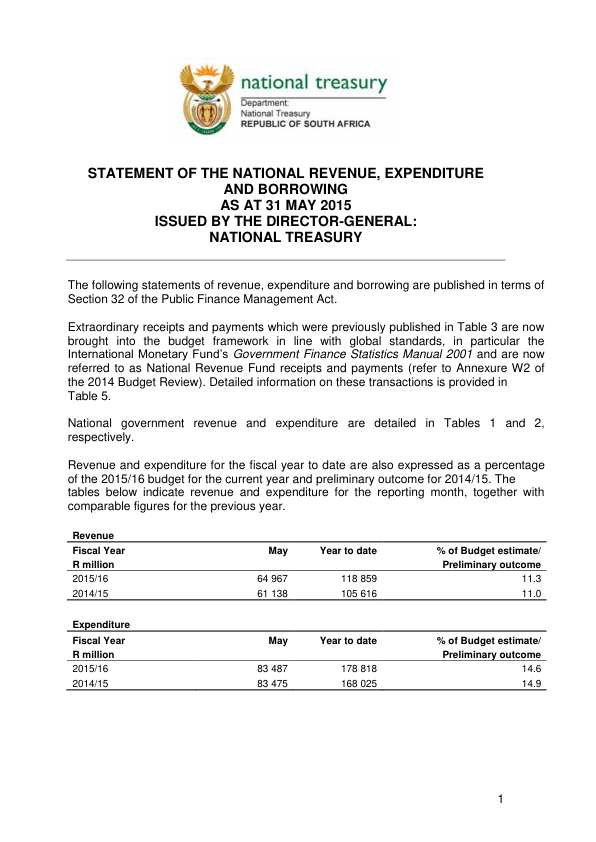 national treasury
Department:
National Treasury
REPUBLIC OF SOUTH AFRICA
STATEMENT OF THE NATIONAL REVENUE, EXPENDITURE
AND BORROWING
AS AT 31 MAY 2015
ISSUED BY THE DIRECTOR-GENERAL:
NATIONAL TREASURY
The following statements of revenue, expenditure and borrowing are published in terms of
Section 32 of the Public Finance Management Act.
Extraordinary receipts and payments which were previously published in Table 3 are now
brought into the budget framework in line with global standards, in particular the
International Monetary Fund's Government Finance Statistics Manual 2001 and are now
referred to as National Revenue Fund receipts and payments (refer to Annexure W2 of
the 2014 Budget Review). Detailed information on these transactions is provided in
Table 5.
National government revenue and expenditure are detailed in Tables 1 and 2,
respectively.
Revenue and expenditure for the fiscal year to date are also expressed as a percentage
of the 2015/16 budget for the current year and preliminary outcome for 2014/15. The
tables below indicate revenue and expenditure for the reporting month, together with
comparable figures for the previous year.
Revenue
Fiscal Year May Year to date % of Budget estimate/
R million Preliminary outcome
2015/16 64 967 118 859 11.3
2014/15 61 138 105 616 11.0
Expenditure
Fiscal Year May Year to date % of Budget estimate/
R million Preliminary outcome
2015/16 83 487 178 818 14.6
2014/15 83 475 168 025 14.9
1